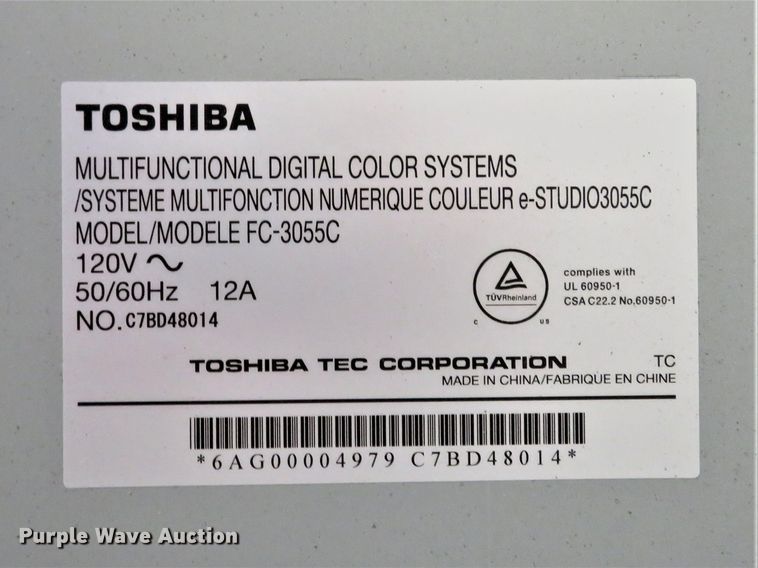 TOSHIBA
MULTIFUNCTIONAL DIGITAL COLOR SYSTEMS
/SYSTEME MULTIFONCTION NUMERIQUE COULEUR e-STUDIO3055C
MODEL/MODELE FC-3055C
120V ~
50/60Hz 12A
NO. C7BD48014
TÜVRheinland
C US
complies with
UL 60950-1
CSA C22.2 No.60950-1
TOSHIBA TEC CORPORATION TC
MADE IN CHINA/FABRIQUE EN CHINE
*6AG00004979 C7BD48014*
Purple Wave Auction